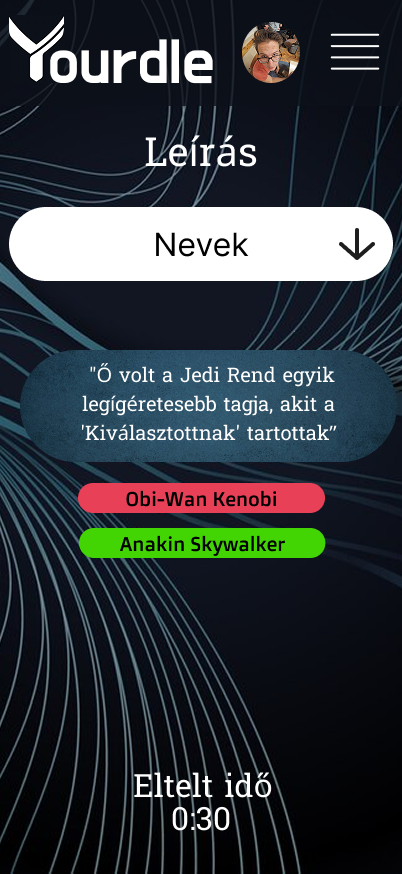 Yourdle
Leírás
Nevek
"Ő volt a Jedi Rend egyik
legígéretesebb tagja, akit a
'Kiválasztottnak' tartottak”
Obi-Wan Kenobi
Anakin Skywalker
Eltelt idő
0:30